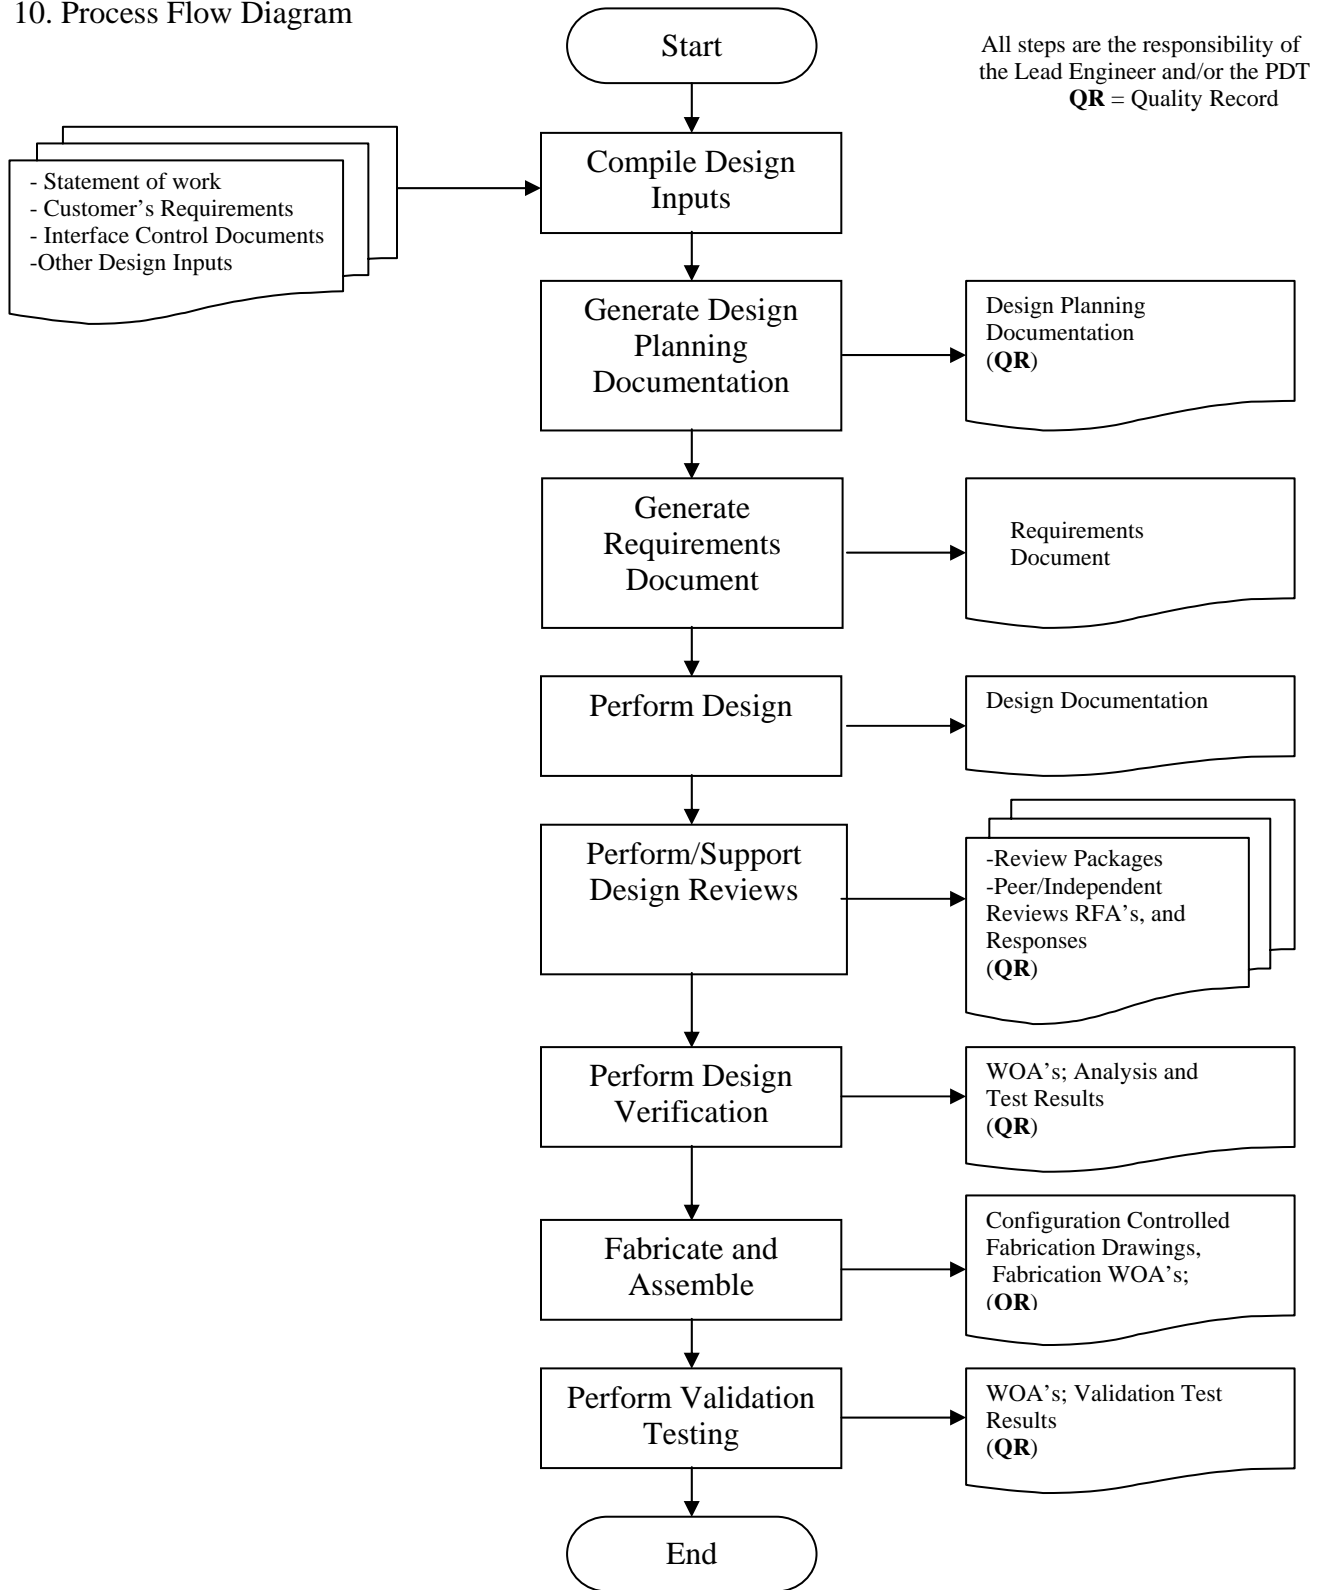 10. Process Flow Diagram
Start
All steps are the responsibility of
the Lead Engineer and/or the PDT
QR = Quality Record
Compile Design
Inputs
- Statement of work
- Customer’s Requirements
- Interface Control Documents
-Other Design Inputs
Generate Design
Planning
Documentation
Design Planning
Documentation
(QR)
Generate
Requirements
Document
Requirements
Document
Perform Design
Design Documentation
Perform/Support
Design Reviews
-Review Packages
-Peer/Independent
Reviews RFA’s, and
Responses
(QR)
Perform Design
Verification
WOA’s; Analysis and
Test Results
(QR)
Fabricate and
Assemble
Configuration Controlled
Fabrication Drawings,
Fabrication WOA’s;
(QR)
Perform Validation
Testing
WOA’s; Validation Test
Results
(QR)
End